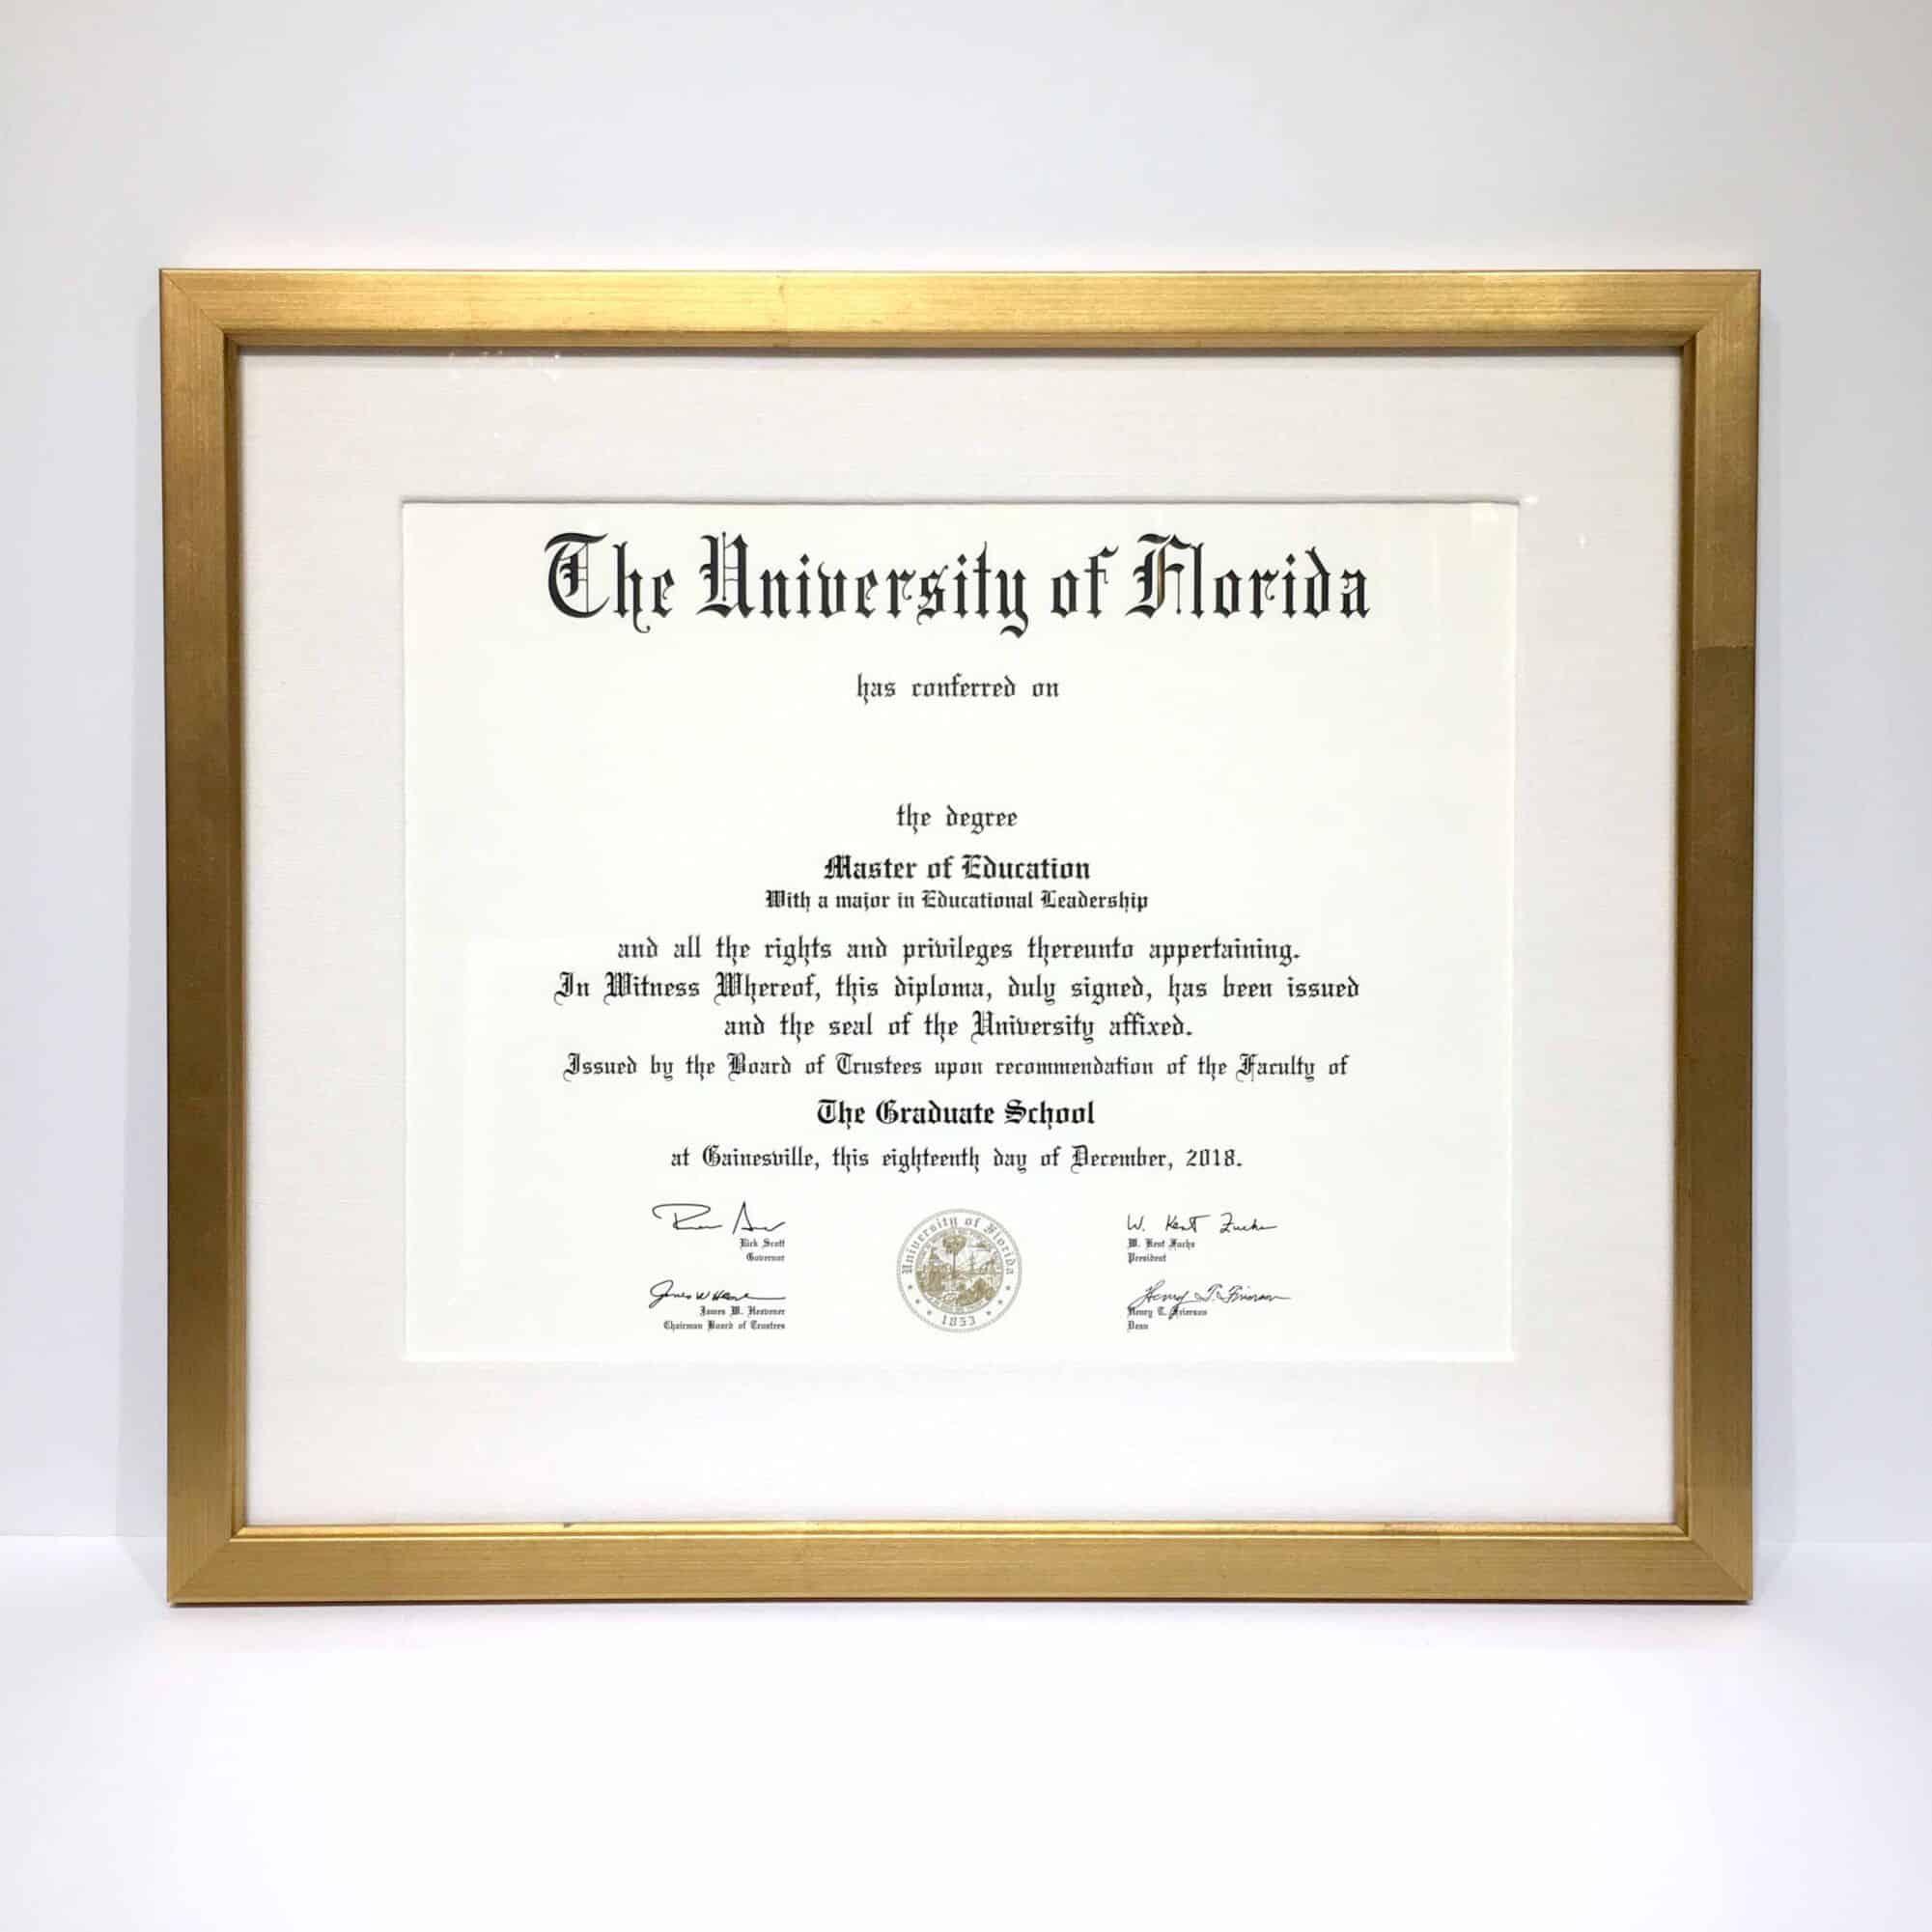 The University of Florida
has conferred on
the degree
Master of Education
With a major in Educational Leadership
and all the rights and privileges thereunto appertaining.
In Witness Whereof, this diploma, duly signed, has been issued
and the seal of the University affixed.
Issued by the Board of Trustees upon recommendation of the Faculty of
The Graduate School
at Gainesville, this eighteenth day of December, 2018.
Rick Scott
Governor
James W. Heavener
Chairman Board of Trustees
University of Florida
1853
W. Kent Fuchs
W. Kent Fuchs
President
Henry T. Frierson
Henry T. Frierson
Dean